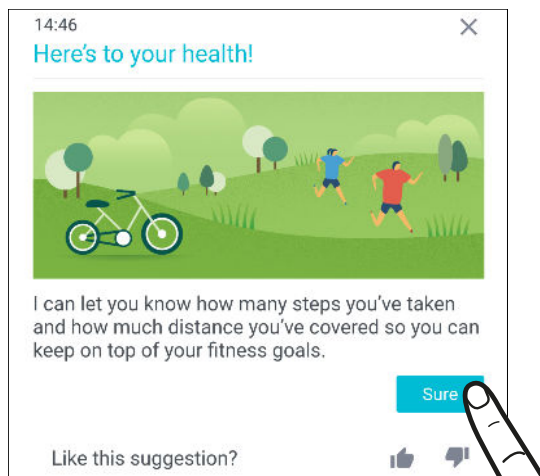 14:46
Here's to your health!
I can let you know how many steps you've taken
and how much distance you've covered so you can
keep on top of your fitness goals.
Sure
Like this suggestion?